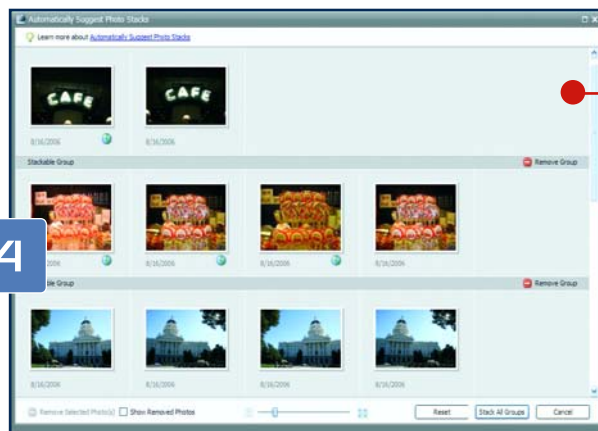 Automatically Suggest Photo Stacks
Learn more about Automatically Suggest Photo Stacks
CAFE CAFE
8/16/2006 8/16/2006
Stackable Group Remove Group
8/16/2006 8/16/2006 8/16/2006
4
Group Remove Group
8/16/2006 8/16/2006 8/16/2006 8/16/2006
Remove Selected Photo(s) Show Removed Photos Reset Stack All Groups Cancel